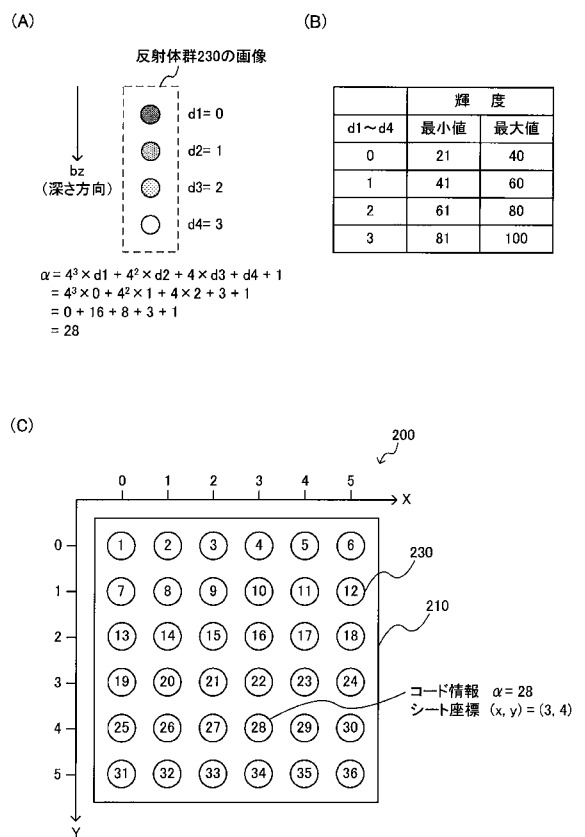 (A)
反射体群230の画像
bz
(深さ方向)
d1= 0
d2= 1
d3= 2
d4= 3
α = 4³ × d1 + 4² × d2 + 4 × d3 + d4 + 1
= 4³ × 0 + 4² × 1 + 4 × 2 + 3 + 1
= 0 + 16 + 8 + 3 + 1
= 28
(B)
輝 度
d1～d4 最小値 最大値
0 21 40
1 41 60
2 61 80
3 81 100
(C)
200
0 1 2 3 4 5
X
0 1 2 3 4 5 6
230
1 7 8 9 10 11 12
210
2 13 14 15 16 17 18
3 19 20 21 22 23 24
コード情報 α = 28
シート座標 (x, y) = (3, 4)
4 25 26 27 28 29 30
5 31 32 33 34 35 36
Y